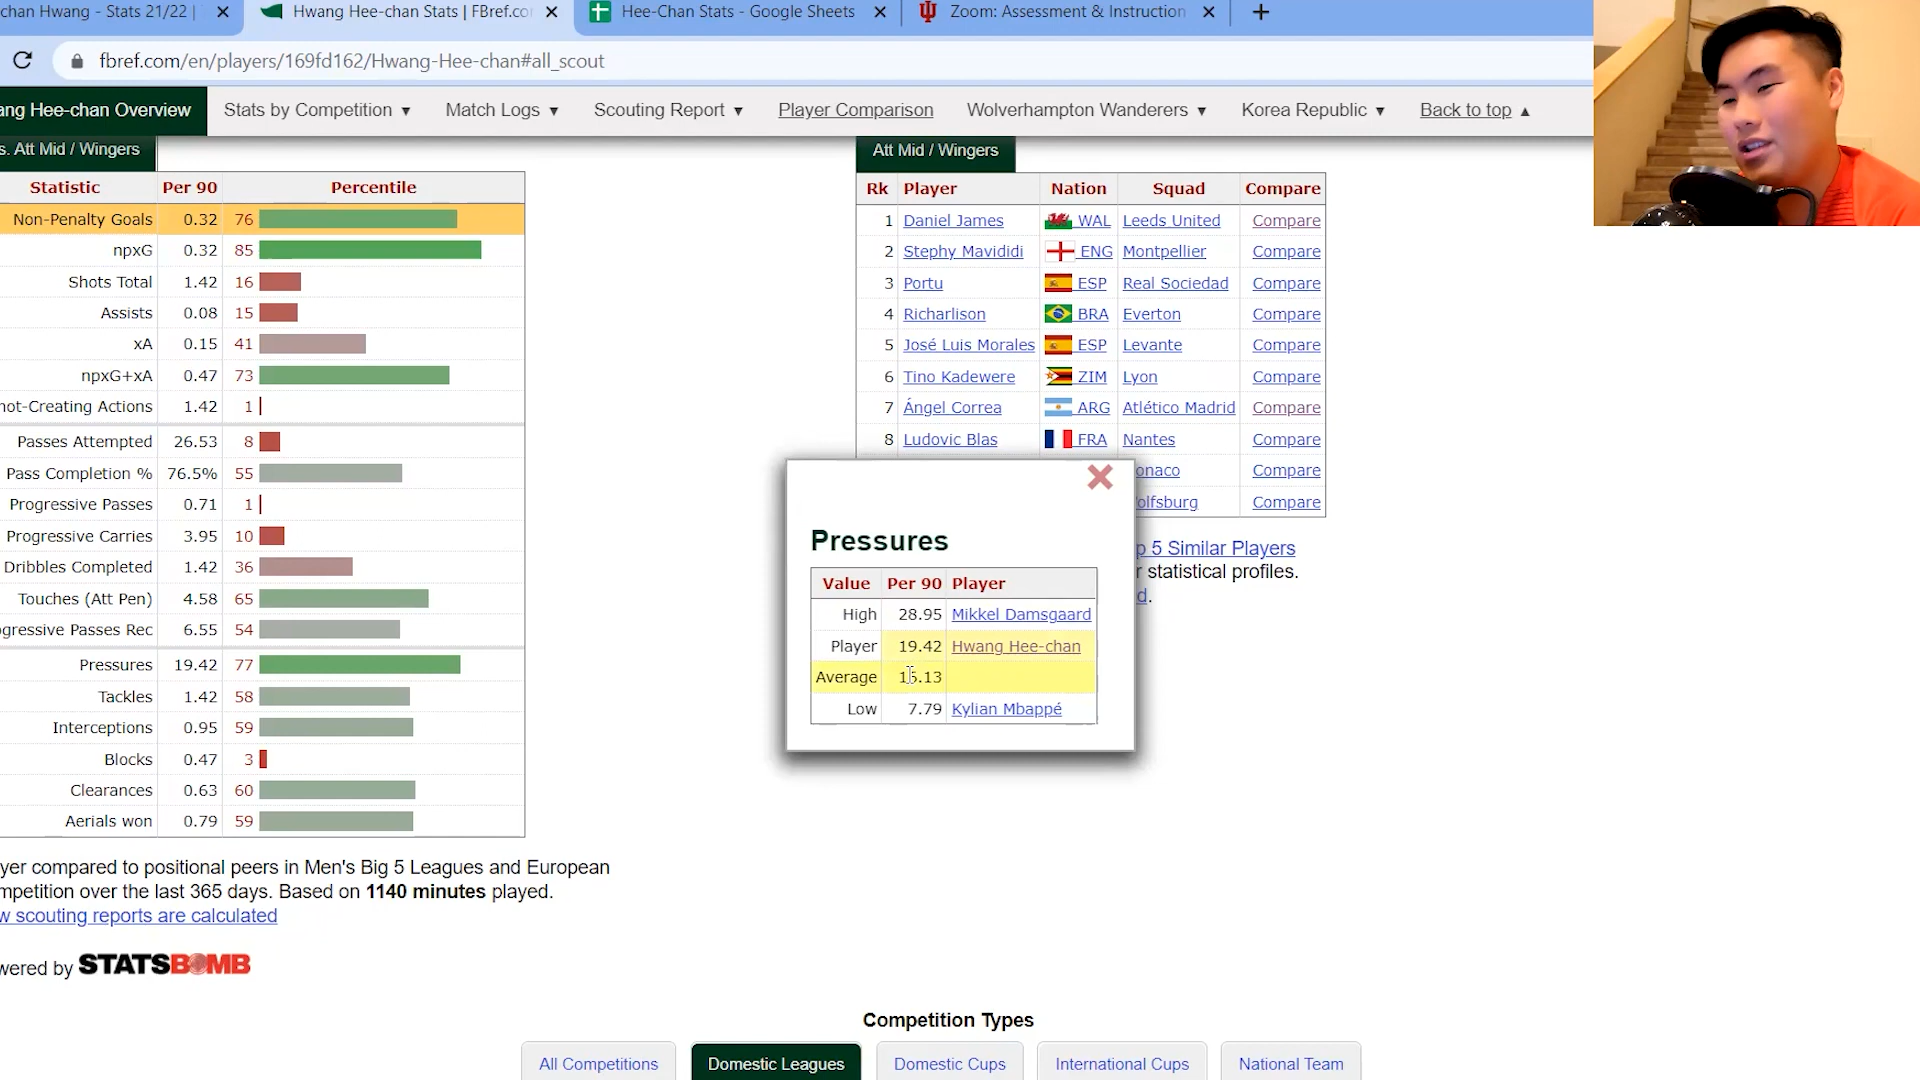 chan Hwang - Stats 21/22 |
Hwang Hee-chan Stats | FBref.co
Hee-Chan Stats - Google Sheets
Zoom: Assessment & Instruction
fbref.com/en/players/169fd162/Hwang-Hee-chan#all_scout
ang Hee-chan Overview
Stats by Competition ▼
Match Logs ▼
Scouting Report ▼
Player Comparison
Wolverhampton Wanderers ▼
Korea Republic ▼
Back to top ▲
s. Att Mid / Wingers
Statistic Per 90 Percentile
Non-Penalty Goals 0.32 76
npxG 0.32 85
Shots Total 1.42 16
Assists 0.08 15
xA 0.15 41
npxG+xA 0.47 73
hot-Creating Actions 1.42 1
Passes Attempted 26.53 8
Pass Completion % 76.5% 55
Progressive Passes 0.71 1
Progressive Carries 3.95 10
Dribbles Completed 1.42 36
Touches (Att Pen) 4.58 65
ogressive Passes Rec 6.55 54
Pressures 19.42 77
Tackles 1.42 58
Interceptions 0.95 59
Blocks 0.47 3
Clearances 0.63 60
Aerials won 0.79 59
yer compared to positional peers in Men's Big 5 Leagues and European
mpetition over the last 365 days. Based on 1140 minutes played.
w scouting reports are calculated
wered by STATSBOMB
Att Mid / Wingers
Rk Player Nation Squad Compare
1 Daniel James WAL Leeds United Compare
2 Stephy Mavididi ENG Montpellier Compare
3 Portu ESP Real Sociedad Compare
4 Richarlison BRA Everton Compare
5 José Luis Morales ESP Levante Compare
6 Tino Kadewere ZIM Lyon Compare
7 Ángel Correa ARG Atlético Madrid Compare
8 Ludovic Blas FRA Nantes Compare
onaco Compare
olfsburg Compare
p 5 Similar Players
r statistical profiles.
d.
Pressures
Value Per 90 Player
High 28.95 Mikkel Damsgaard
Player 19.42 Hwang Hee-chan
Average
Low 7.79 Kylian Mbappé
Competition Types
All Competitions
Domestic Leagues
Domestic Cups
International Cups
National Team